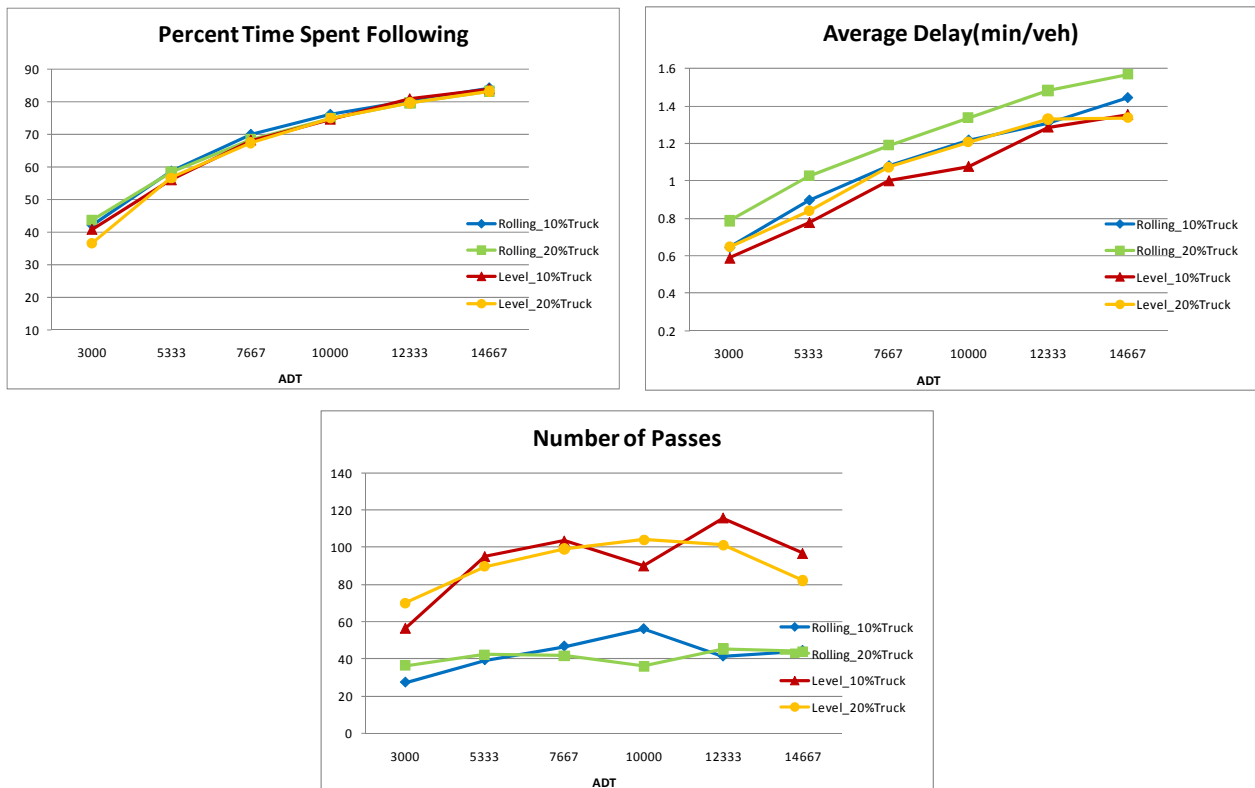 Percent Time Spent Following
90
80
70
60
50
40
30
20
10
3000 5333 7667 10000 12333 14667
ADT
Rolling_10%Truck
Rolling_20%Truck
Level_10%Truck
Level_20%Truck
Average Delay(min/veh)
1.6
1.4
1.2
1
0.8
0.6
0.4
0.2
3000 5333 7667 10000 12333 14667
ADT
Rolling_10%Truck
Rolling_20%Truck
Level_10%Truck
Level_20%Truck
Number of Passes
140
120
100
80
60
40
20
0
3000 5333 7667 10000 12333 14667
ADT
Rolling_10%Truck
Rolling_20%Truck
Level_10%Truck
Level_20%Truck